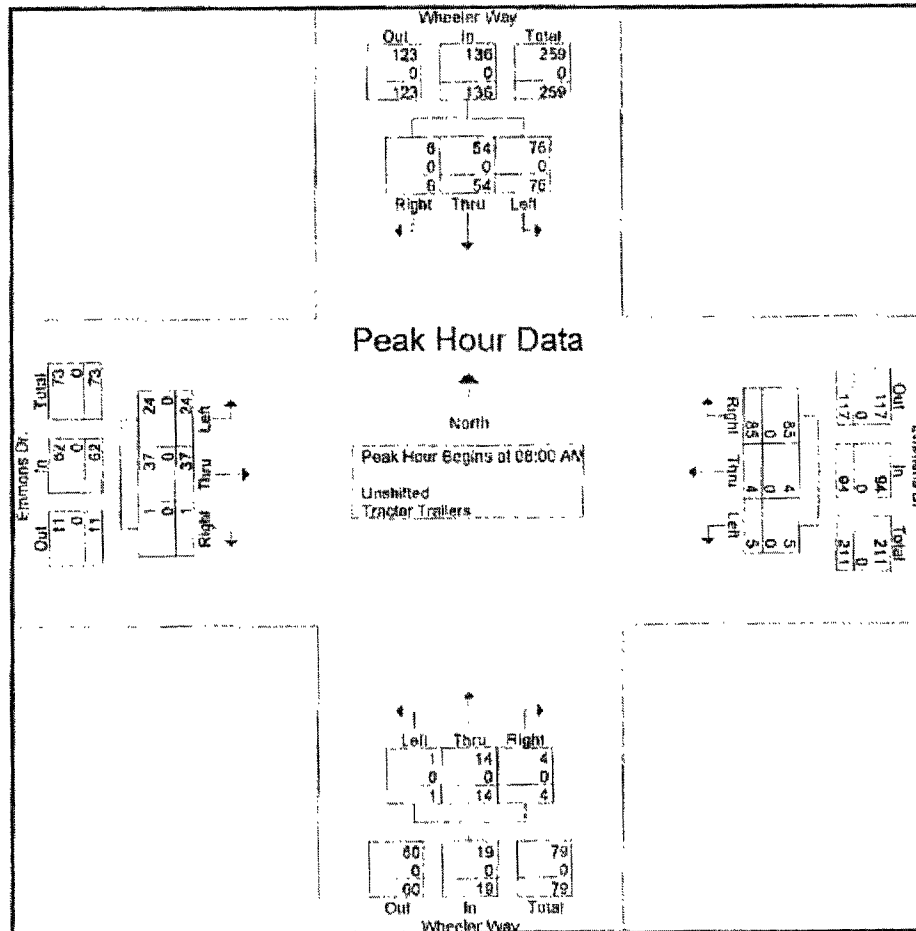 Wheeler Way
Out In Total
123 136 259
0 0 0
123 136 259
6 54 76
0 0 0
6 54 76
Right Thru Left
Peak Hour Data
North
Peak Hour Begins at 08:00 AM
Unshifted
Tractor Trailers
Emmons Dr.
Total In Out
73 62 11
0 0 0
73 62 11
24 37 1
0 0 0
24 37 1
Left Thru Right
Right Thru Left
85 4 5
0 0 0
85 4 5
117 94 211
0 0 0
117 94 211
Out In Total
Left Thru Right
1 14 4
0 0 0
1 14 4
60 19 79
0 0 0
60 19 79
Out In Total
Wheeler Way